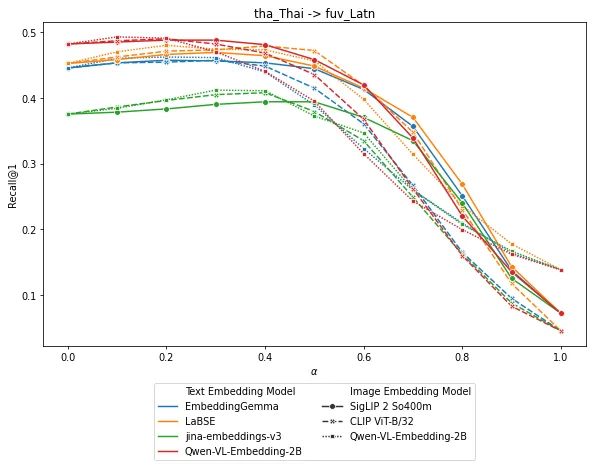 tha_Thai -> fuv_Latn
0.5
0.4
0.3
0.2
0.1
Recall@1
0.0
0.2
0.4
0.6
0.8
1.0
α
Text Embedding Model
EmbeddingGemma
LaBSE
jina-embeddings-v3
Qwen-VL-Embedding-2B
Image Embedding Model
SigLIP 2 So400m
CLIP ViT-B/32
Qwen-VL-Embedding-2B